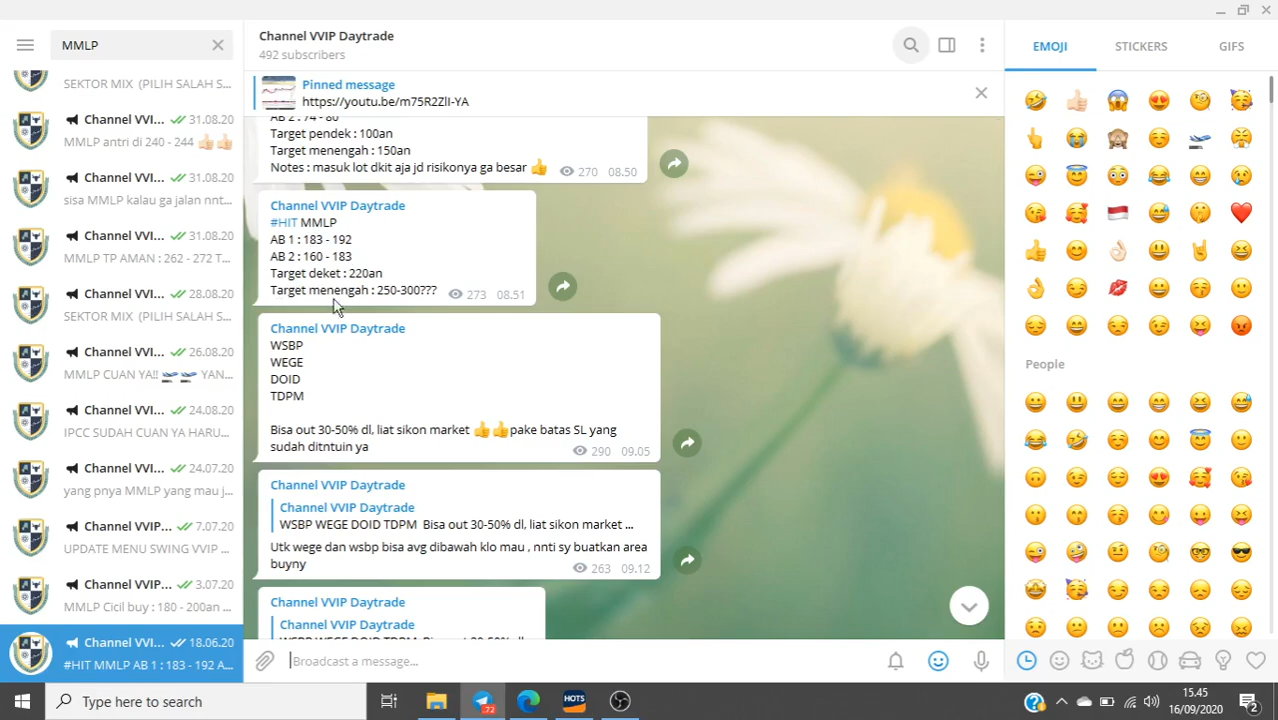 MMLP
SEKTOR MIX (PILIH SALAH S...
Channel VVI... 31.08.20
MMLP antri di 240 - 244 👍🏻👍🏻
Channel VVI... 31.08.20
sisa MMLP kalau ga jalan nnt...
Channel VVI... 31.08.20
MMLP TP AMAN : 262 - 272 T...
Channel VVI... 28.08.20
SEKTOR MIX (PILIH SALAH S...
Channel VVI... 26.08.20
MMLP CUAN YA!! 🛫🛫 YAN...
Channel VVI... 24.08.20
IPCC SUDAH CUAN YA HARU...
Channel VVI... 24.07.20
yang pnya MMLP yang mau j...
Channel VVIP... 7.07.20
UPDATE MENU SWING VVIP ...
Channel VVIP... 3.07.20
MMLP Cicil buy : 180 - 200an ...
Channel VVI... 18.06.20
#HIT MMLP AB 1 : 183 - 192 A...
Channel VVIP Daytrade
492 subscribers
Pinned message
https://youtu.be/m75R2ZlI-YA
AB 2 : 74 - 80
Target pendek : 100an
Target menengah : 150an
Notes : masuk lot dkit aja jd risikonya ga besar 👍 270 08.50
Channel VVIP Daytrade
#HIT MMLP
AB 1 : 183 - 192
AB 2 : 160 - 183
Target deket : 220an
Target menengah : 250-300??? 273 08.51
Channel VVIP Daytrade
WSBP
WEGE
DOID
TDPM
Bisa out 30-50% dl, liat sikon market 👍👍pake batas SL yang
sudah ditntuin ya
290 09.05
Channel VVIP Daytrade
Channel VVIP Daytrade
WSBP WEGE DOID TDPM Bisa out 30-50% dl, liat sikon market ...
Utk wege dan wsbp bisa avg dibawah klo mau , nnti sy buatkan area
buyny
263 09.12
Channel VVIP Daytrade
Channel VVIP Daytrade
Broadcast a message...
EMOJI STICKERS GIFS
People
Type here to search
72
HOTS
15.45
16/09/2020
2